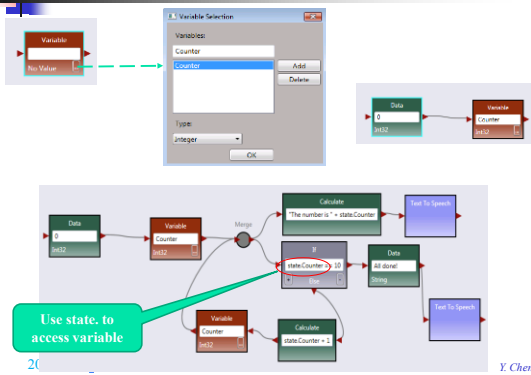 Variable
No Value
Variable Selection
Variables:
Counter
Counter
Add
Delete
Type:
Integer
OK
Data
0
Int32
Variable
Counter
Int32
Data
0
Int32
Variable
Counter
Int32
Merge
Calculate
"The number is " + state.Counter
Text To Speech
If
state.Counter == 10
Else
Data
All done!
String
Text To Speech
Variable
Counter
Int32
Calculate
state.Counter + 1
Use state. to
access variable
Y. Chen